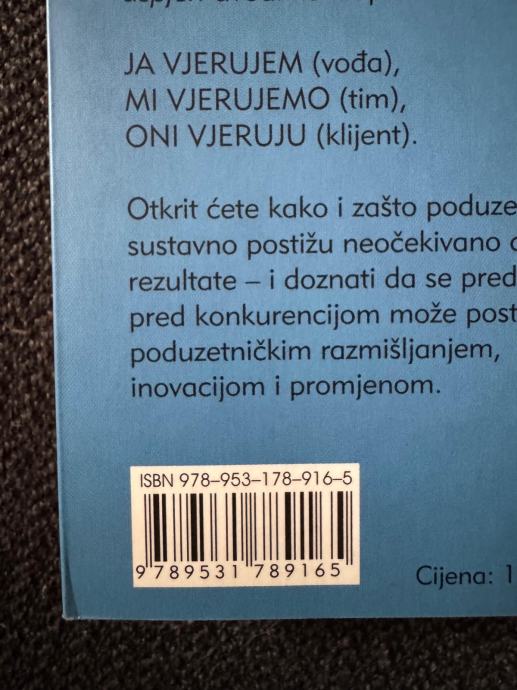 JA VJERUJEM (vođa),
MI VJERUJEMO (tim),
ONI VJERUJU (klijent).
Otkrit ćete kako i zašto poduze
sustavno postižu neočekivano
rezultate – i doznati da se pred
pred konkurencijom može post
poduzetničkim razmišljanjem,
inovacijom i promjenom.
ISBN 978–953–178–916–5
9 789531 789165
Cijena: 1